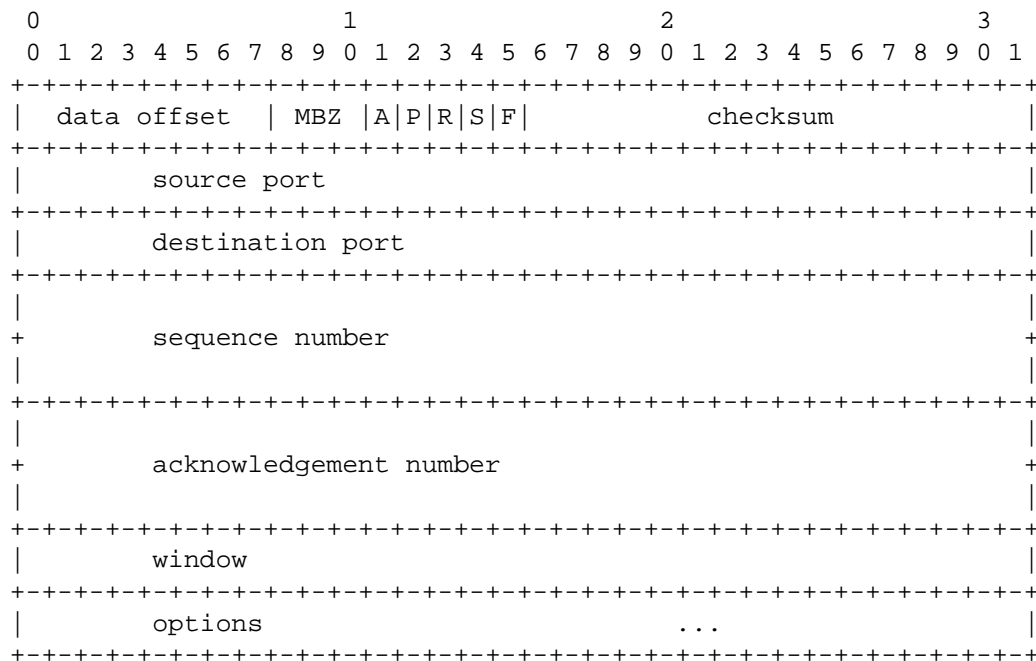 0                   1                   2                   3
 0 1 2 3 4 5 6 7 8 9 0 1 2 3 4 5 6 7 8 9 0 1 2 3 4 5 6 7 8 9 0 1
+-+-+-+-+-+-+-+-+-+-+-+-+-+-+-+-+-+-+-+-+-+-+-+-+-+-+-+-+-+-+-+-+
|  data offset  | MBZ |A|P|R|S|F|           checksum            |
+-+-+-+-+-+-+-+-+-+-+-+-+-+-+-+-+-+-+-+-+-+-+-+-+-+-+-+-+-+-+-+-+
|        source port                                            |
+-+-+-+-+-+-+-+-+-+-+-+-+-+-+-+-+-+-+-+-+-+-+-+-+-+-+-+-+-+-+-+-+
|        destination port                                       |
+-+-+-+-+-+-+-+-+-+-+-+-+-+-+-+-+-+-+-+-+-+-+-+-+-+-+-+-+-+-+-+-+
|                                                               |
+        sequence number                                        +
|                                                               |
+-+-+-+-+-+-+-+-+-+-+-+-+-+-+-+-+-+-+-+-+-+-+-+-+-+-+-+-+-+-+-+-+
|                                                               |
+        acknowledgement number                                 +
|                                                               |
+-+-+-+-+-+-+-+-+-+-+-+-+-+-+-+-+-+-+-+-+-+-+-+-+-+-+-+-+-+-+-+-+
|        window                                                 |
+-+-+-+-+-+-+-+-+-+-+-+-+-+-+-+-+-+-+-+-+-+-+-+-+-+-+-+-+-+-+-+-+
|        options                          ...                   |
+-+-+-+-+-+-+-+-+-+-+-+-+-+-+-+-+-+-+-+-+-+-+-+-+-+-+-+-+-+-+-+-+